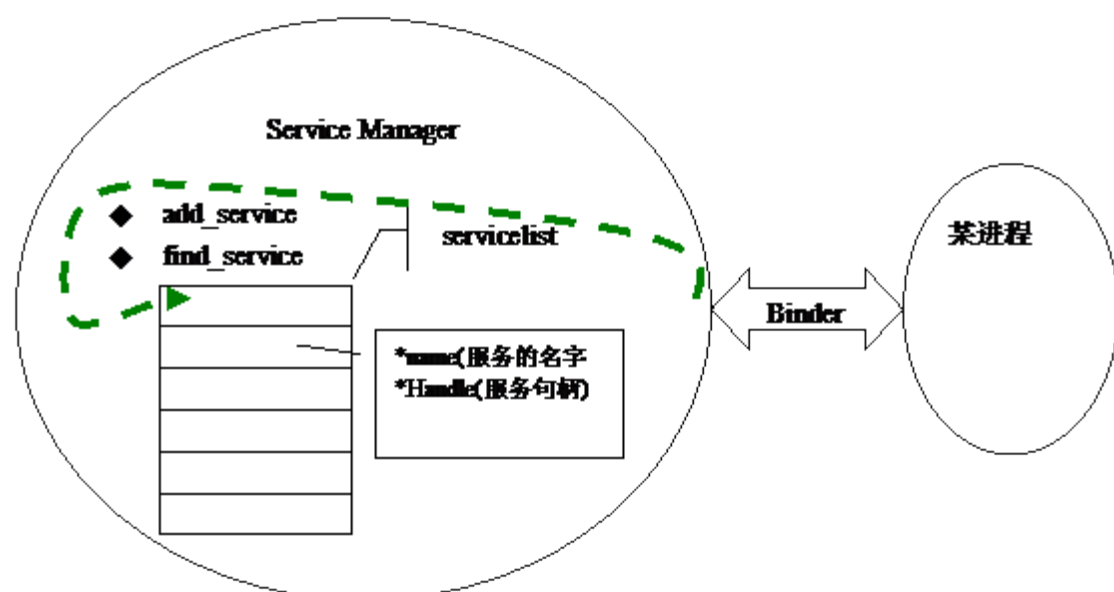 Service Manager
add_service
servicelist
find_service
某进程
Binder
*name(服务的名字
*Handle(服务句柄)